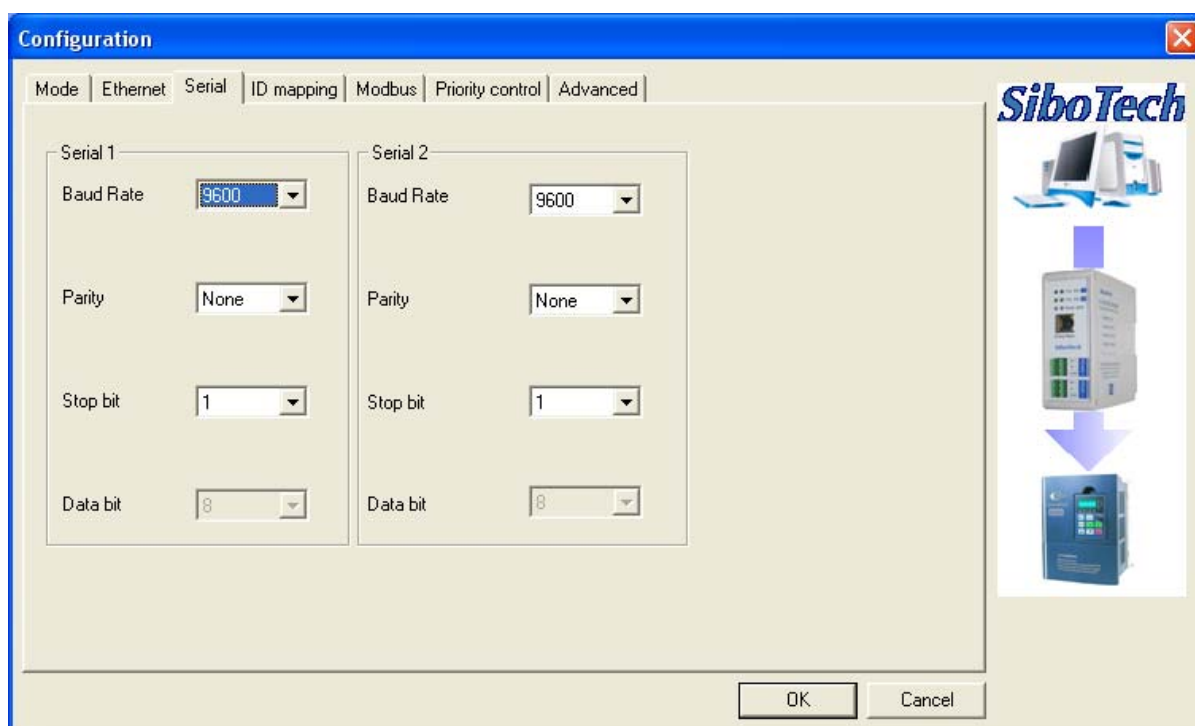 Configuration
Mode Ethernet Serial ID mapping Modbus Priority control Advanced
SiboTech
Serial 1
Baud Rate 9600
Parity None
Stop bit 1
Data bit 8
Serial 2
Baud Rate 9600
Parity None
Stop bit 1
Data bit 8
OK Cancel